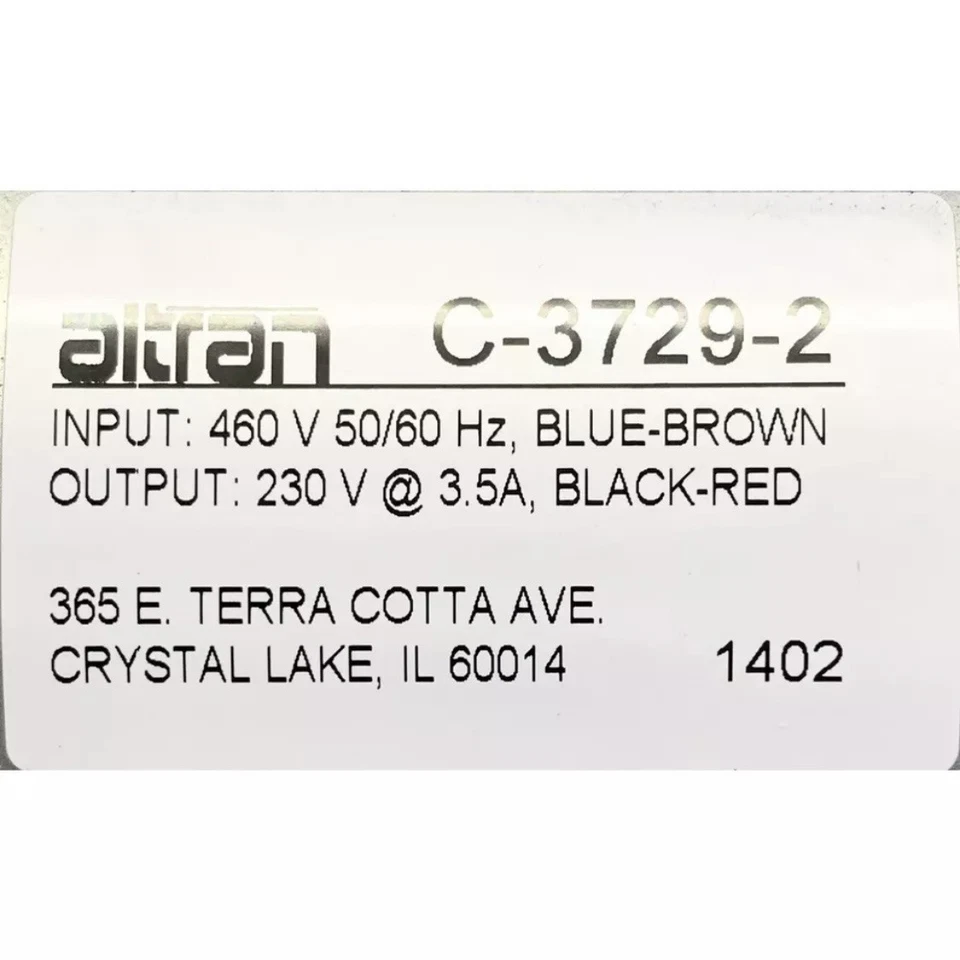 altran C-3729-2
INPUT: 460 V 50/60 Hz, BLUE-BROWN
OUTPUT: 230 V @ 3.5A, BLACK-RED
365 E. TERRA COTTA AVE.
CRYSTAL LAKE, IL 60014 1402